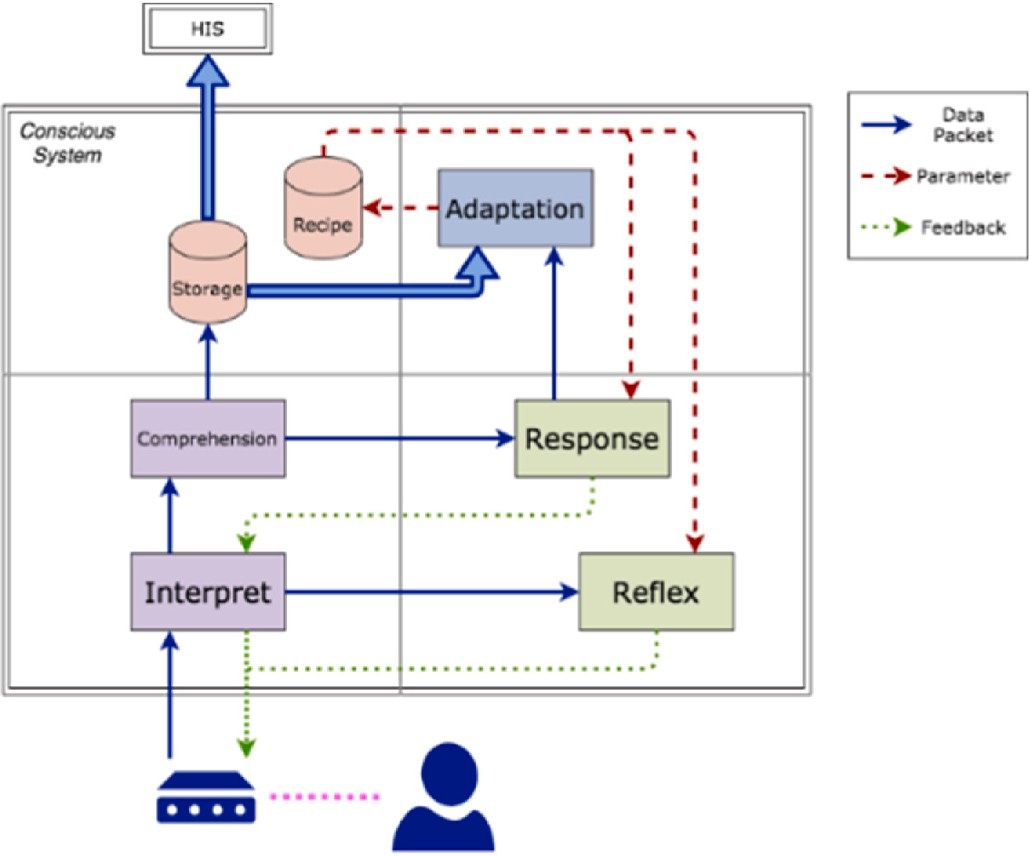 HIS
Conscious
System
Data
Packet
Parameter
Feedback
Recipe
Adaptation
Storage
Comprehension
Response
Interpret
Reflex